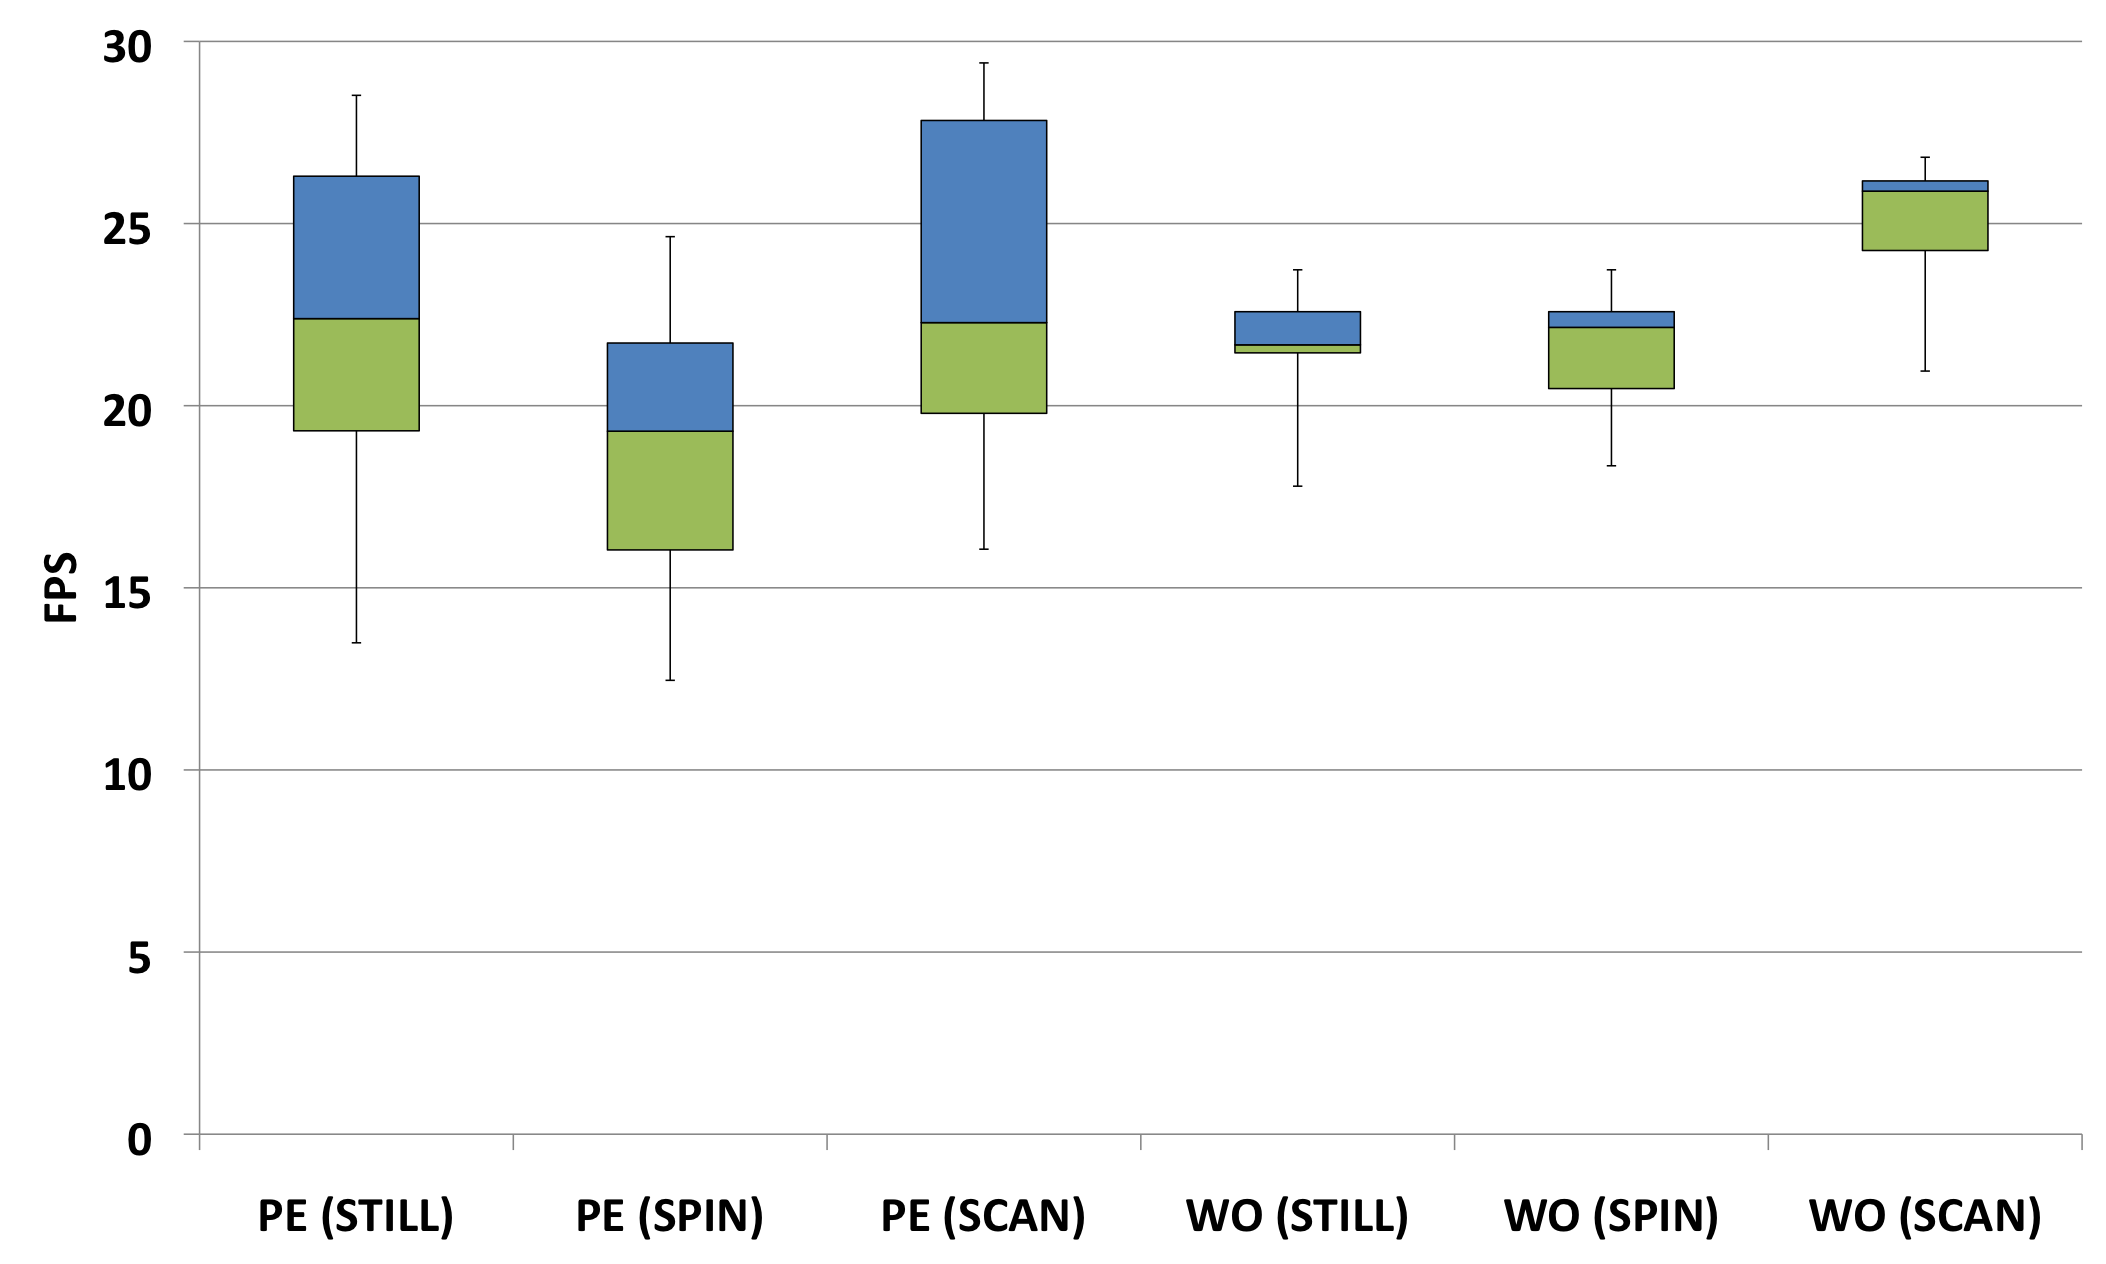 30
25
20
15
10
5
0
FPS
PE (STILL)
PE (SPIN)
PE (SCAN)
WO (STILL)
WO (SPIN)
WO (SCAN)